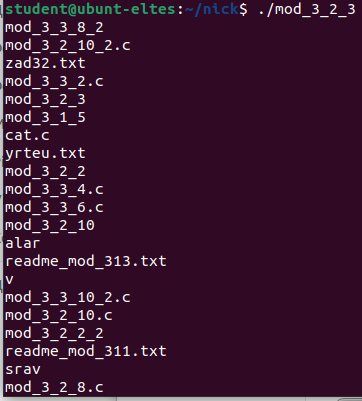 student@ubunt-eltes:~/nick$ ./mod_3_2_3
mod_3_3_8_2
mod_3_2_10_2.c
zad32.txt
mod_3_3_2.c
mod_3_2_3
mod_3_1_5
cat.c
yrteu.txt
mod_3_2_2
mod_3_3_4.c
mod_3_3_6.c
mod_3_2_10
alar
readme_mod_313.txt
v
mod_3_3_10_2.c
mod_3_2_10.c
mod_3_2_2_2
readme_mod_311.txt
srav
mod_3_2_8.c